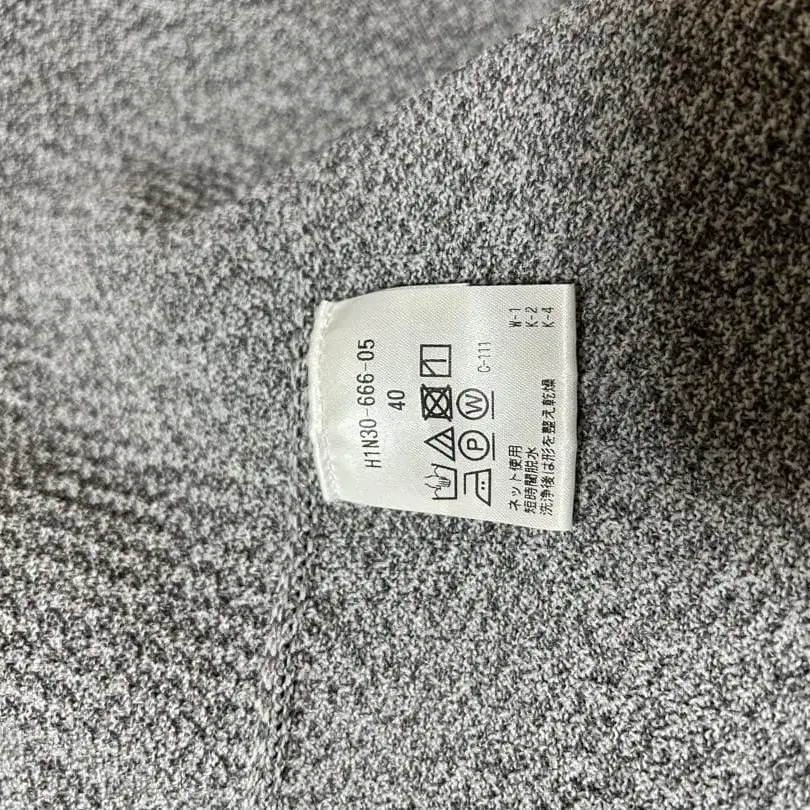 H1N30-666-05
40
P W
C-111
ネット使用 W-1
短時間脱水 K-2
洗浄後は形を整え乾燥 K-4